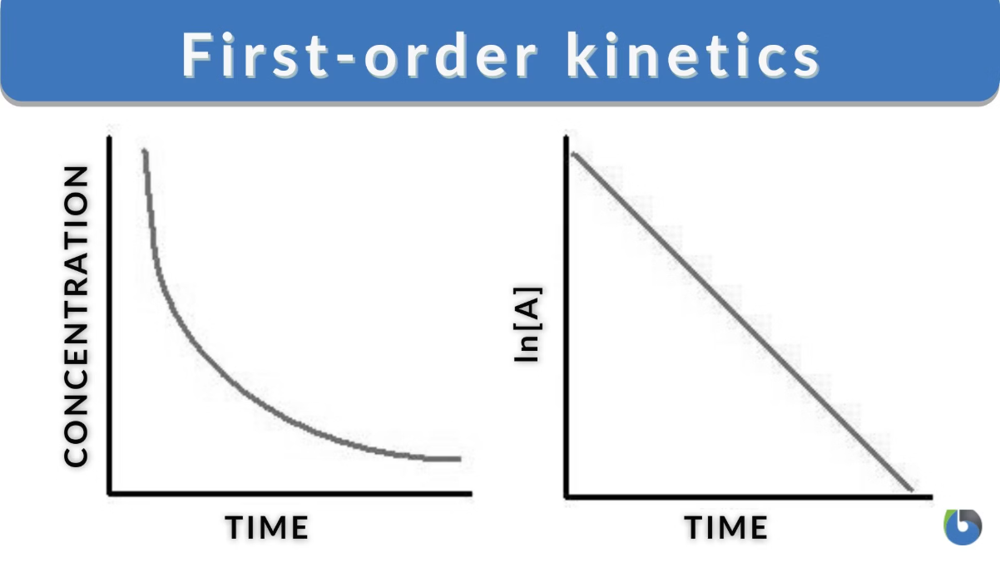 First-order kinetics
CONCENTRATION
TIME
ln[A]
TIME